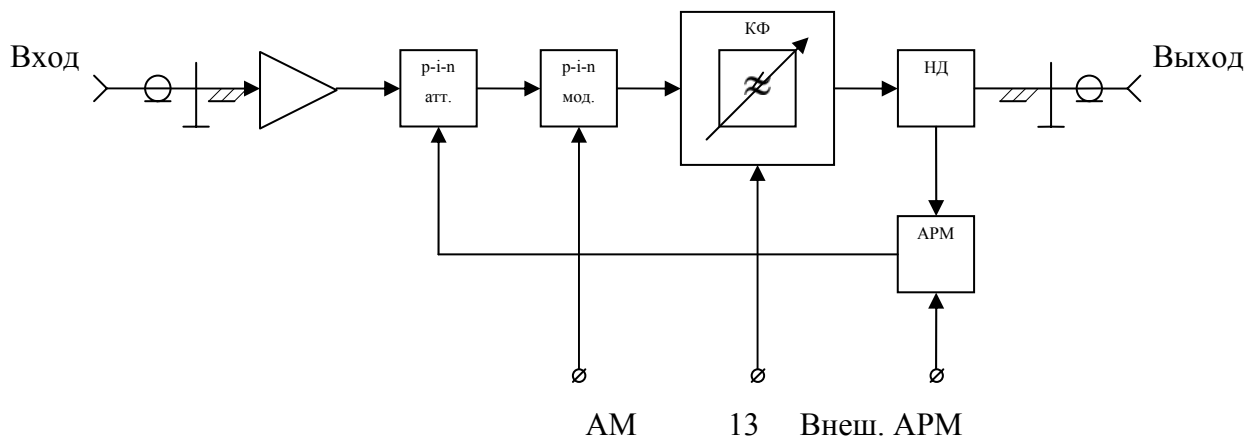 КФ
Вход
p-i-n
атт.
p-i-n
мод.
НД
Выход
АРМ
АМ
13
Внеш. АРМ